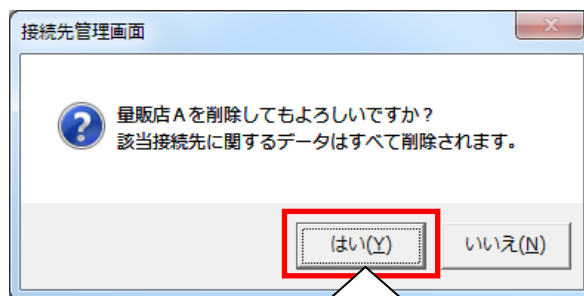 接続先管理画面
量販店Aを削除してもよろしいですか?
該当接続先に関するデータはすべて削除されます。
はい(Y)
いいえ(N)